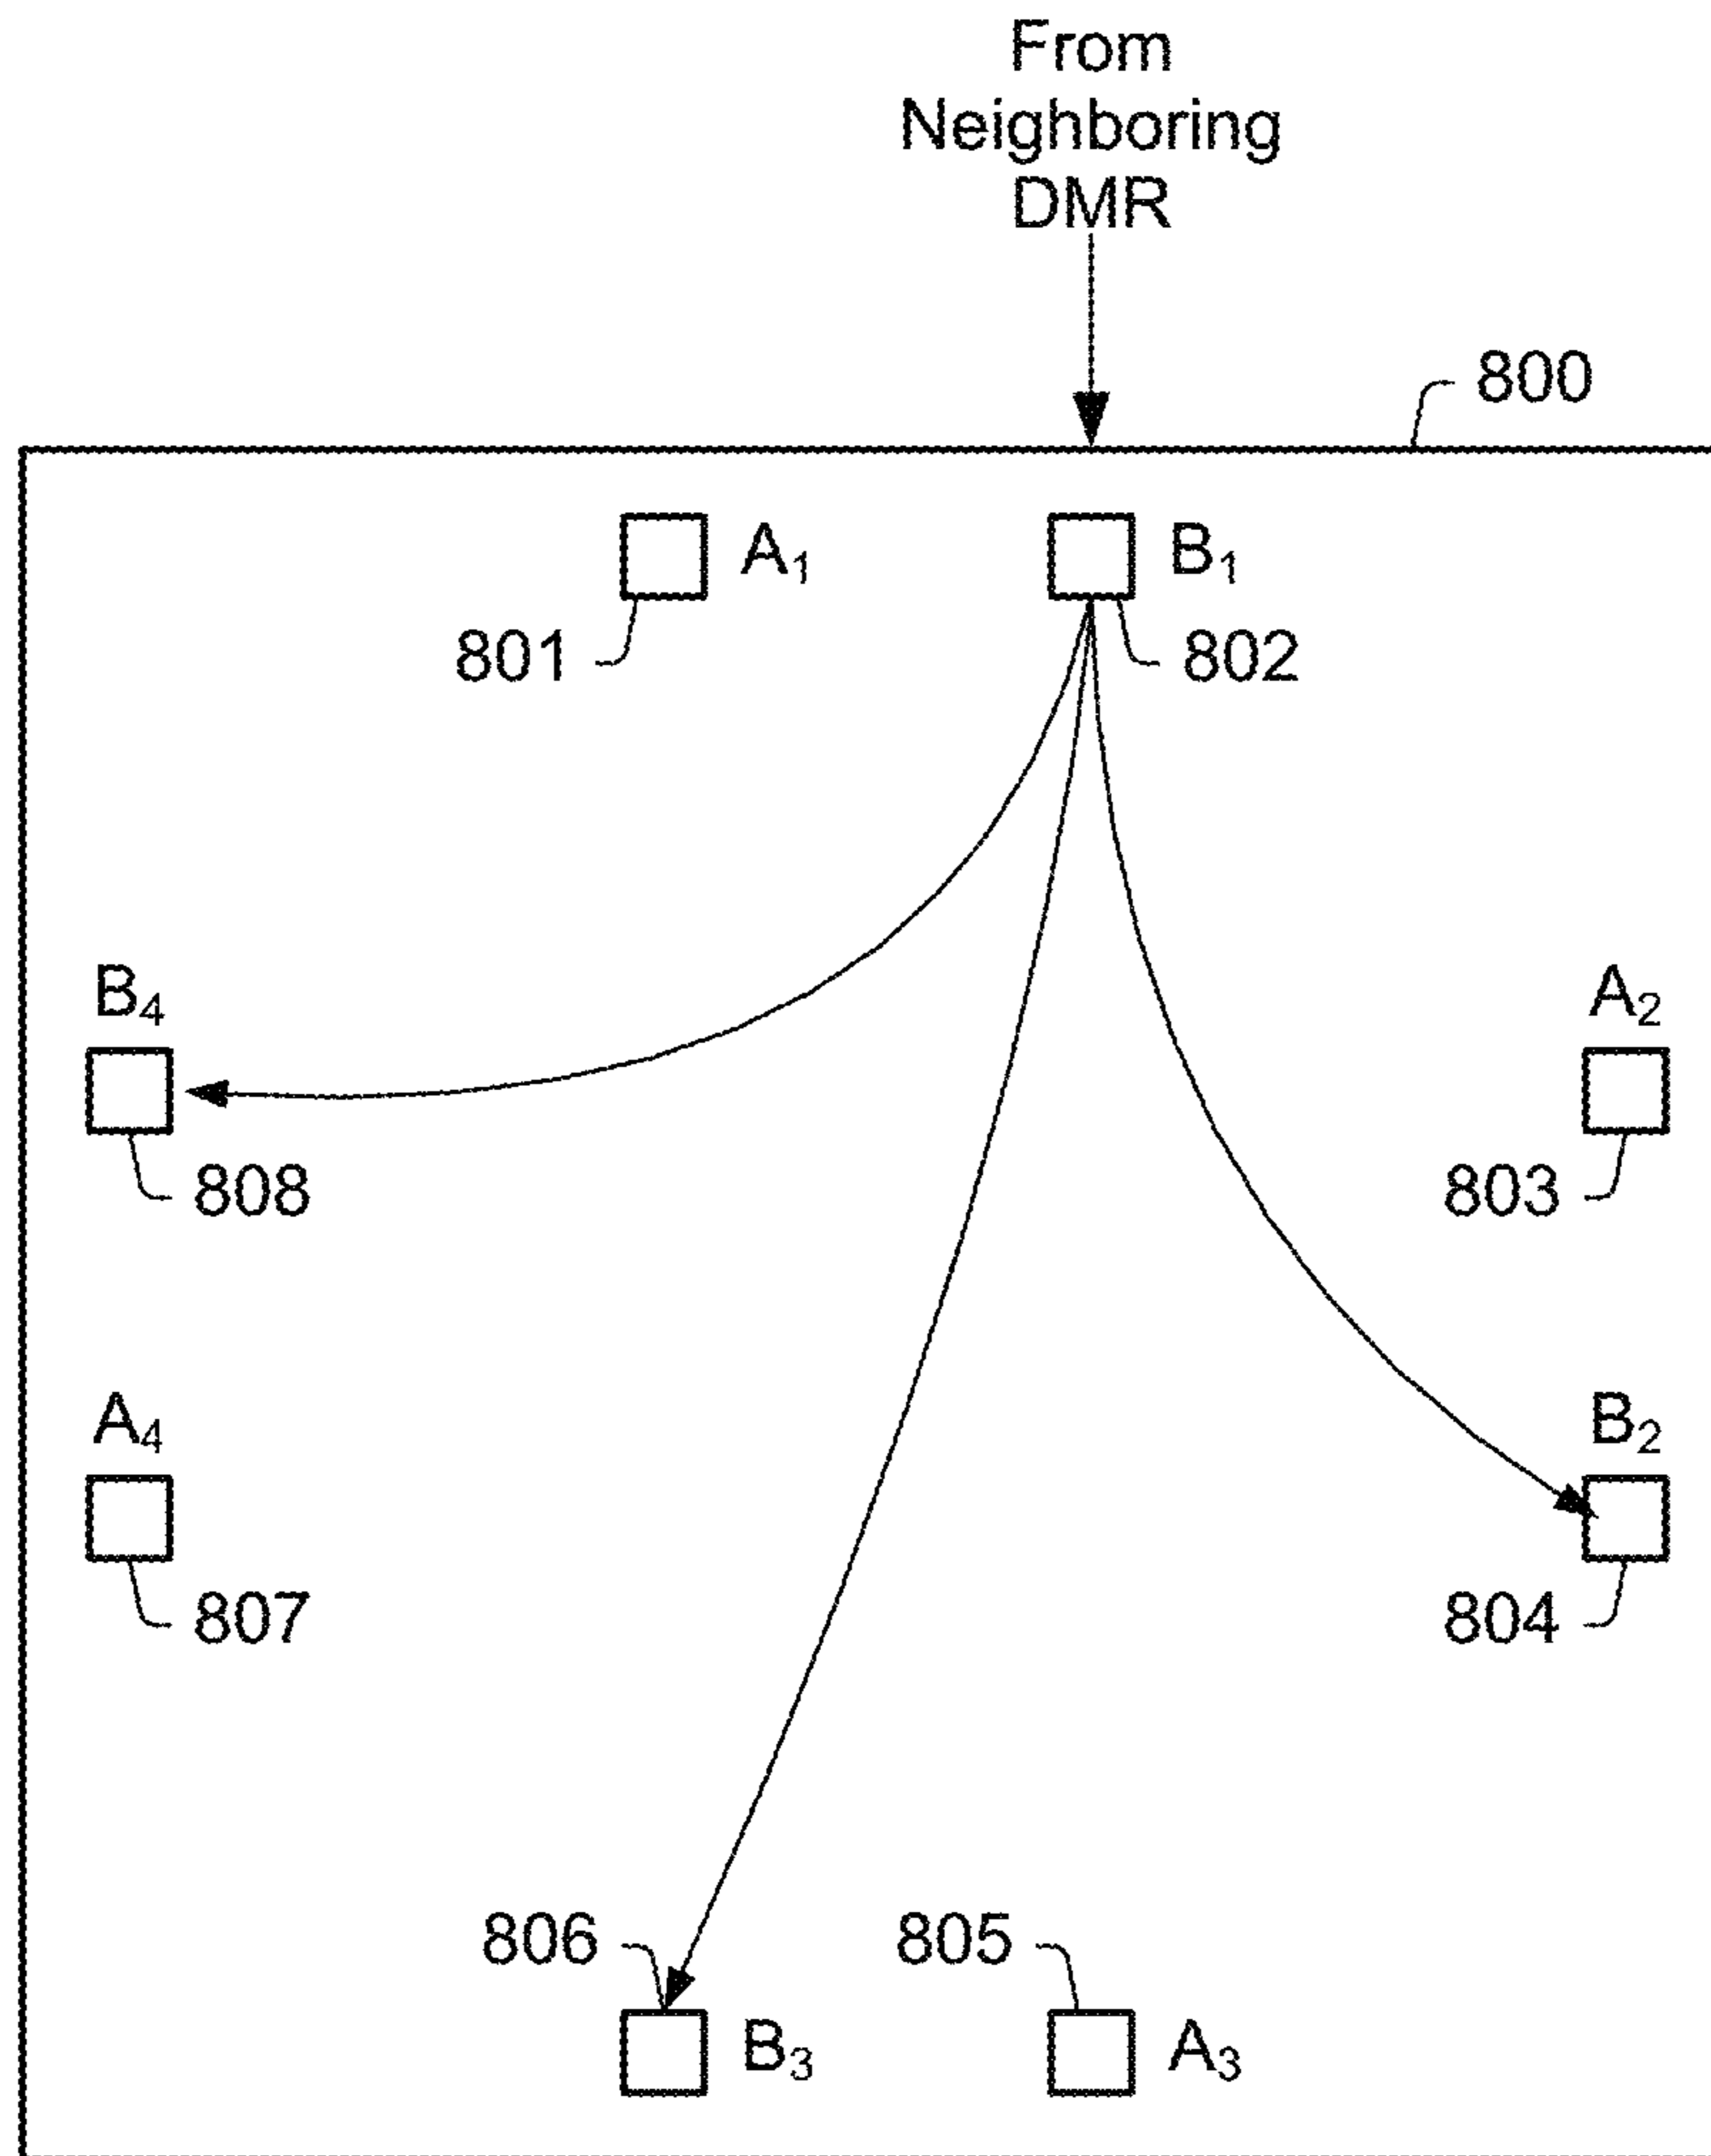 From
Neighboring
DMR
800
A₁
B₁
801
802
B₄
A₂
808
803
A₄
B₂
807
804
806
805
B₃
A₃